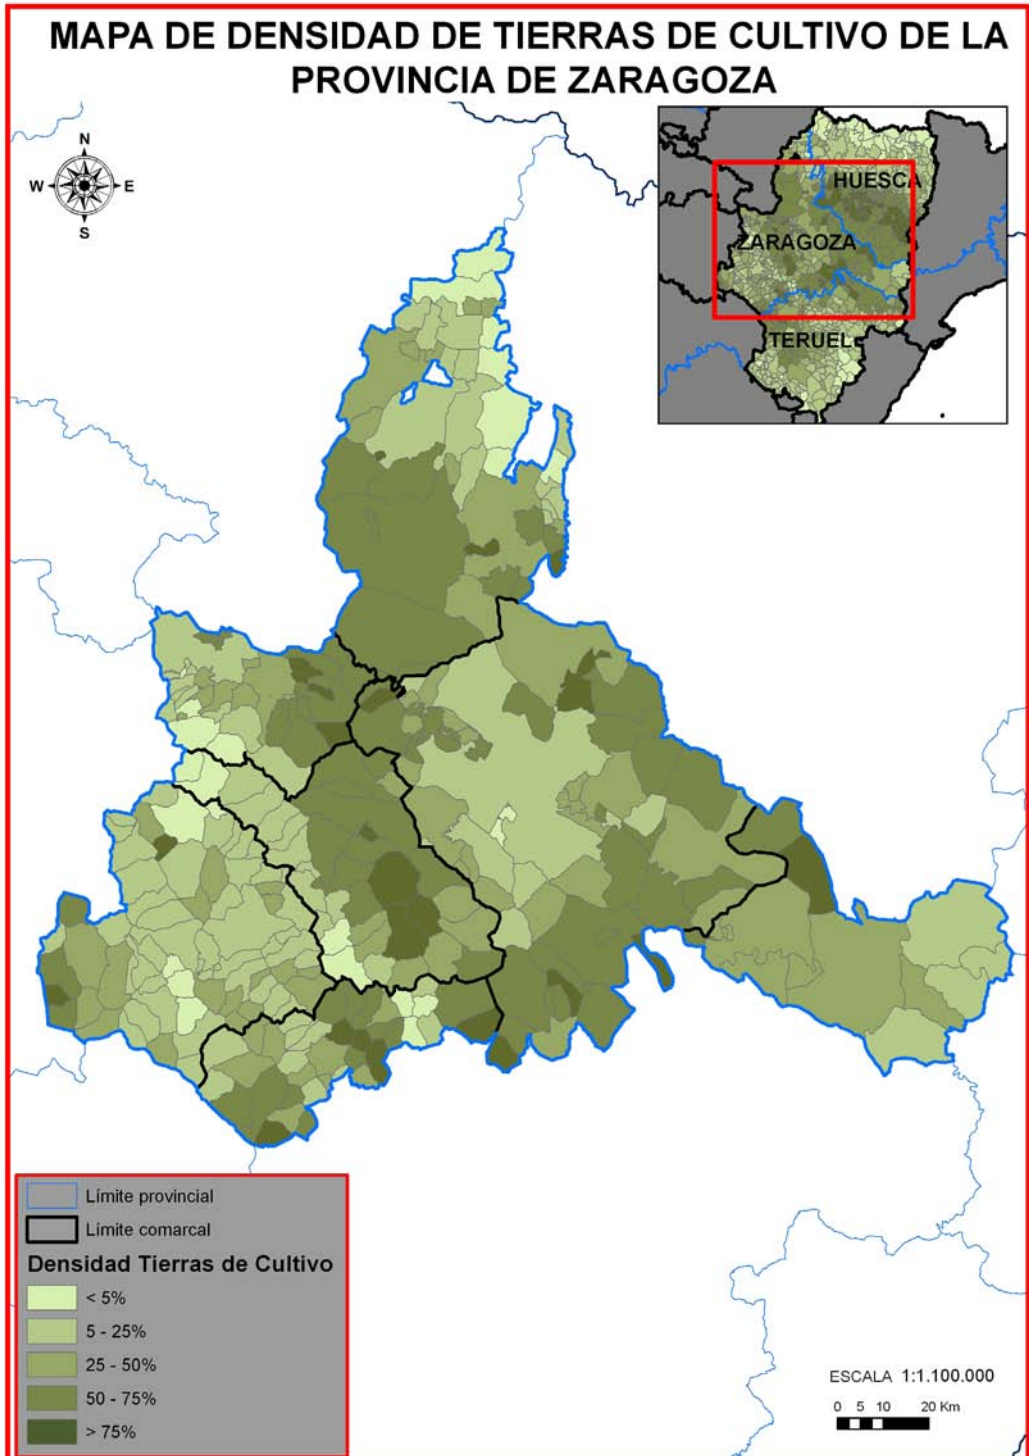 MAPA DE DENSIDAD DE TIERRAS DE CULTIVO DE LA
PROVINCIA DE ZARAGOZA
N
W
E
S
HUESCA
ZARAGOZA
TERUEL
Límite provincial
Límite comarcal
Densidad Tierras de Cultivo
< 5%
5 - 25%
25 - 50%
50 - 75%
> 75%
ESCALA 1:1.100.000
0 5 10 20 Km